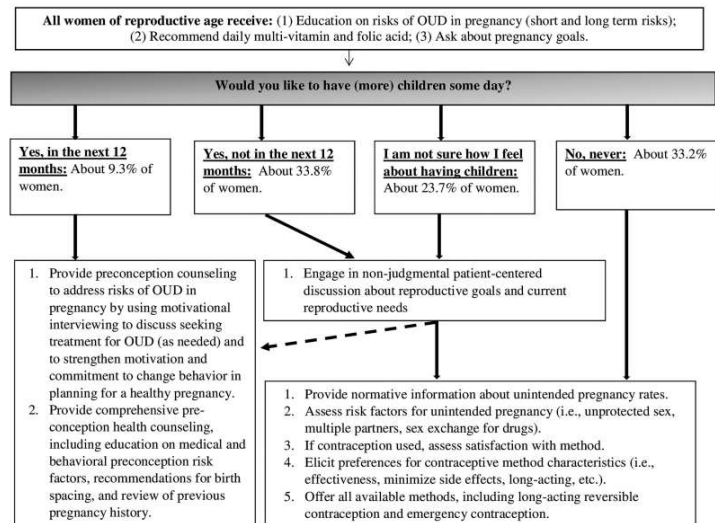 All women of reproductive age receive: (1) Education on risks of OUD in pregnancy (short and long term risks);
(2) Recommend daily multi-vitamin and folic acid; (3) Ask about pregnancy goals.
Would you like to have (more) children some day?
Yes, in the next 12
months: About 9.3% of
women.
Yes, not in the next 12
months: About 33.8%
of women.
I am not sure how I feel
about having children:
About 23.7% of women.
No, never: About 33.2%
of women.
1. Provide preconception counseling
to address risks of OUD in
pregnancy by using motivational
interviewing to discuss seeking
treatment for OUD (as needed) and
to strengthen motivation and
commitment to change behavior in
planning for a healthy pregnancy.
2. Provide comprehensive pre-
conception health counseling,
including education on medical and
behavioral preconception risk
factors, recommendations for birth
spacing, and review of previous
pregnancy history.
1. Engage in non-judgmental patient-centered
discussion about reproductive goals and current
reproductive needs
1. Provide normative information about unintended pregnancy rates.
2. Assess risk factors for unintended pregnancy (i.e., unprotected sex,
multiple partners, sex exchange for drugs).
3. If contraception used, assess satisfaction with method.
4. Elicit preferences for contraceptive method characteristics (i.e.,
effectiveness, minimize side effects, long-acting, etc.).
5. Offer all available methods, including long-acting reversible
contraception and emergency contraception.